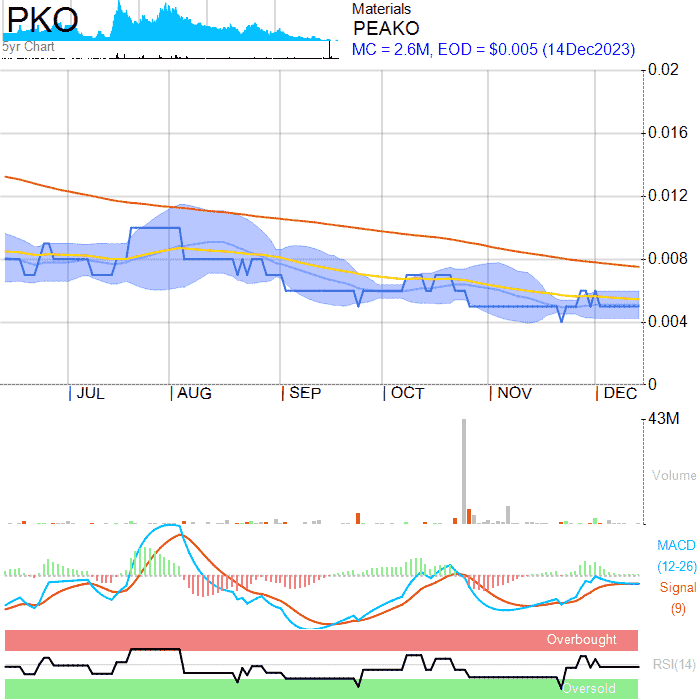 PKO
5yr Chart
Materials
PEAKO
MC = 2.6M, EOD = $0.005 (14Dec2023)
0.02
0.016
0.012
0.008
0.004
0
JUL AUG SEP OCT NOV DEC
43M
Volume
MACD
(12-26)
Signal
(9)
Overbought
RSI(14)
Oversold